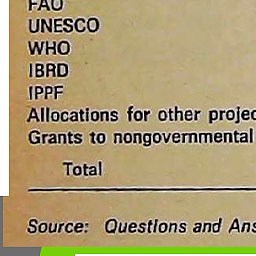 FAO
UNESCO
WHO
IBRD
IPPF
Allocations for other projec
Grants to nongovernmental
Total
Source: Questions and Ans